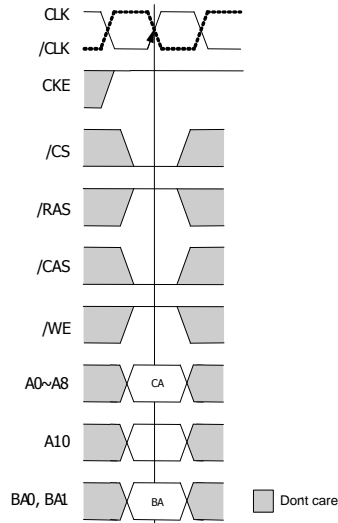 CLK
/CLK
CKE
/CS
/RAS
/CAS
/WE
A0~A8
CA
A10
BA0, BA1
BA
Dont care